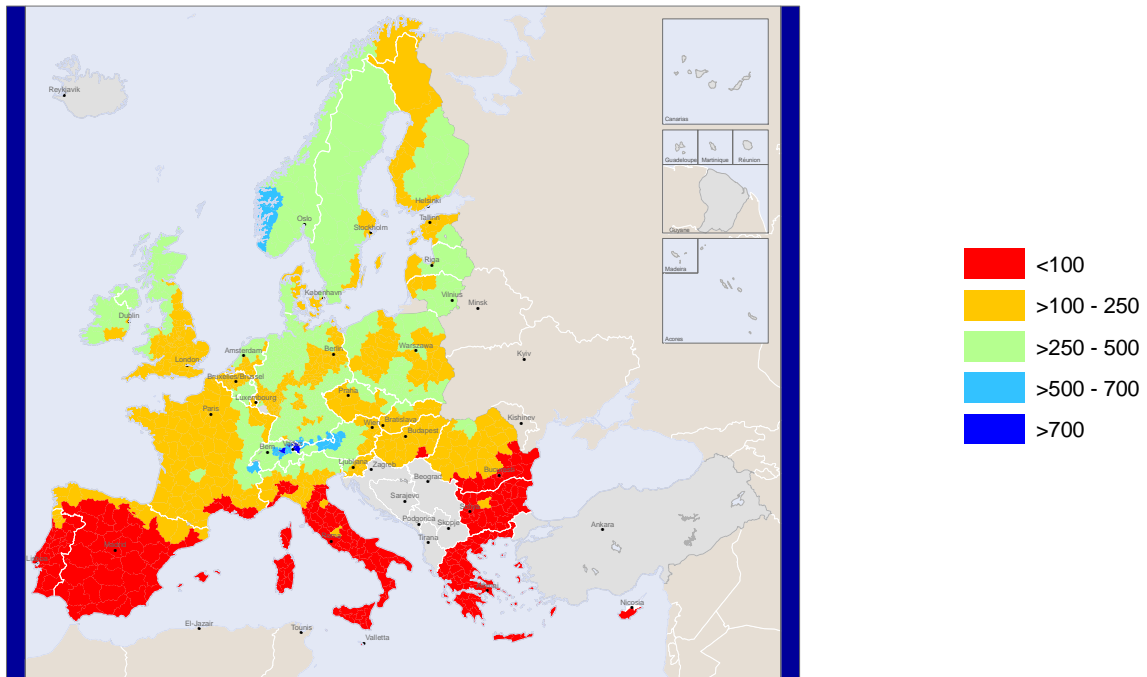 Reykjavik
Canarias
Guadeloupe
Martinique
Réunion
Guyane
Madeira
Acores
Oslo
Helsinki
Tallinn
Stockholm
Riga
København
Vilnius
Minsk
Dublin
Amsterdam
Berlin
Warszawa
London
Bruxelles/Brussel
Kyiv
Luxembourg
Praha
Paris
Kishinev
Wien
Bratislava
Budapest
Bern
Ljubljana
Zagreb
Beograd
Sarajevo
Podgorica
Skopje
Tirana
Ankara
Nicosia
El-Jazair
Tounis
Valletta
<100
>100 - 250
>250 - 500
>500 - 700
>700